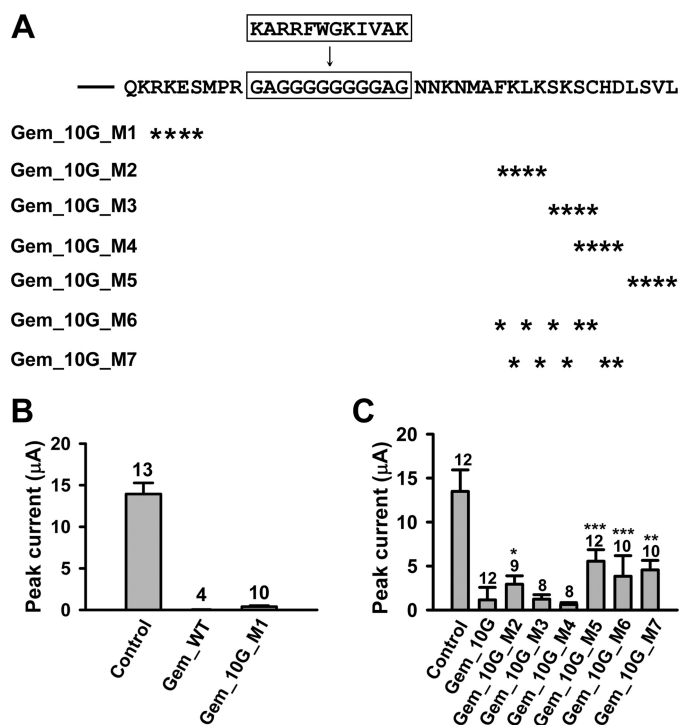 A
KARRFWGKIVAK
↓
QKRKESMPR GAGGGGGGGGAG NNKNMAFKLKSKSCHDLSVL
Gem_10G_M1 ****
Gem_10G_M2 ****
Gem_10G_M3 ****
Gem_10G_M4 ****
Gem_10G_M5 ****
Gem_10G_M6 * * * **
Gem_10G_M7 * * * **
B
Peak current (μA)
20
15
10
5
0
13
4
10
Control
Gem_WT
Gem_10G_M1
C
Peak current (μA)
20
15
10
5
0
12
12
*
9
8
8
***
12
***
10
**
10
Control
Gem_10G
Gem_10G_M2
Gem_10G_M3
Gem_10G_M4
Gem_10G_M5
Gem_10G_M6
Gem_10G_M7